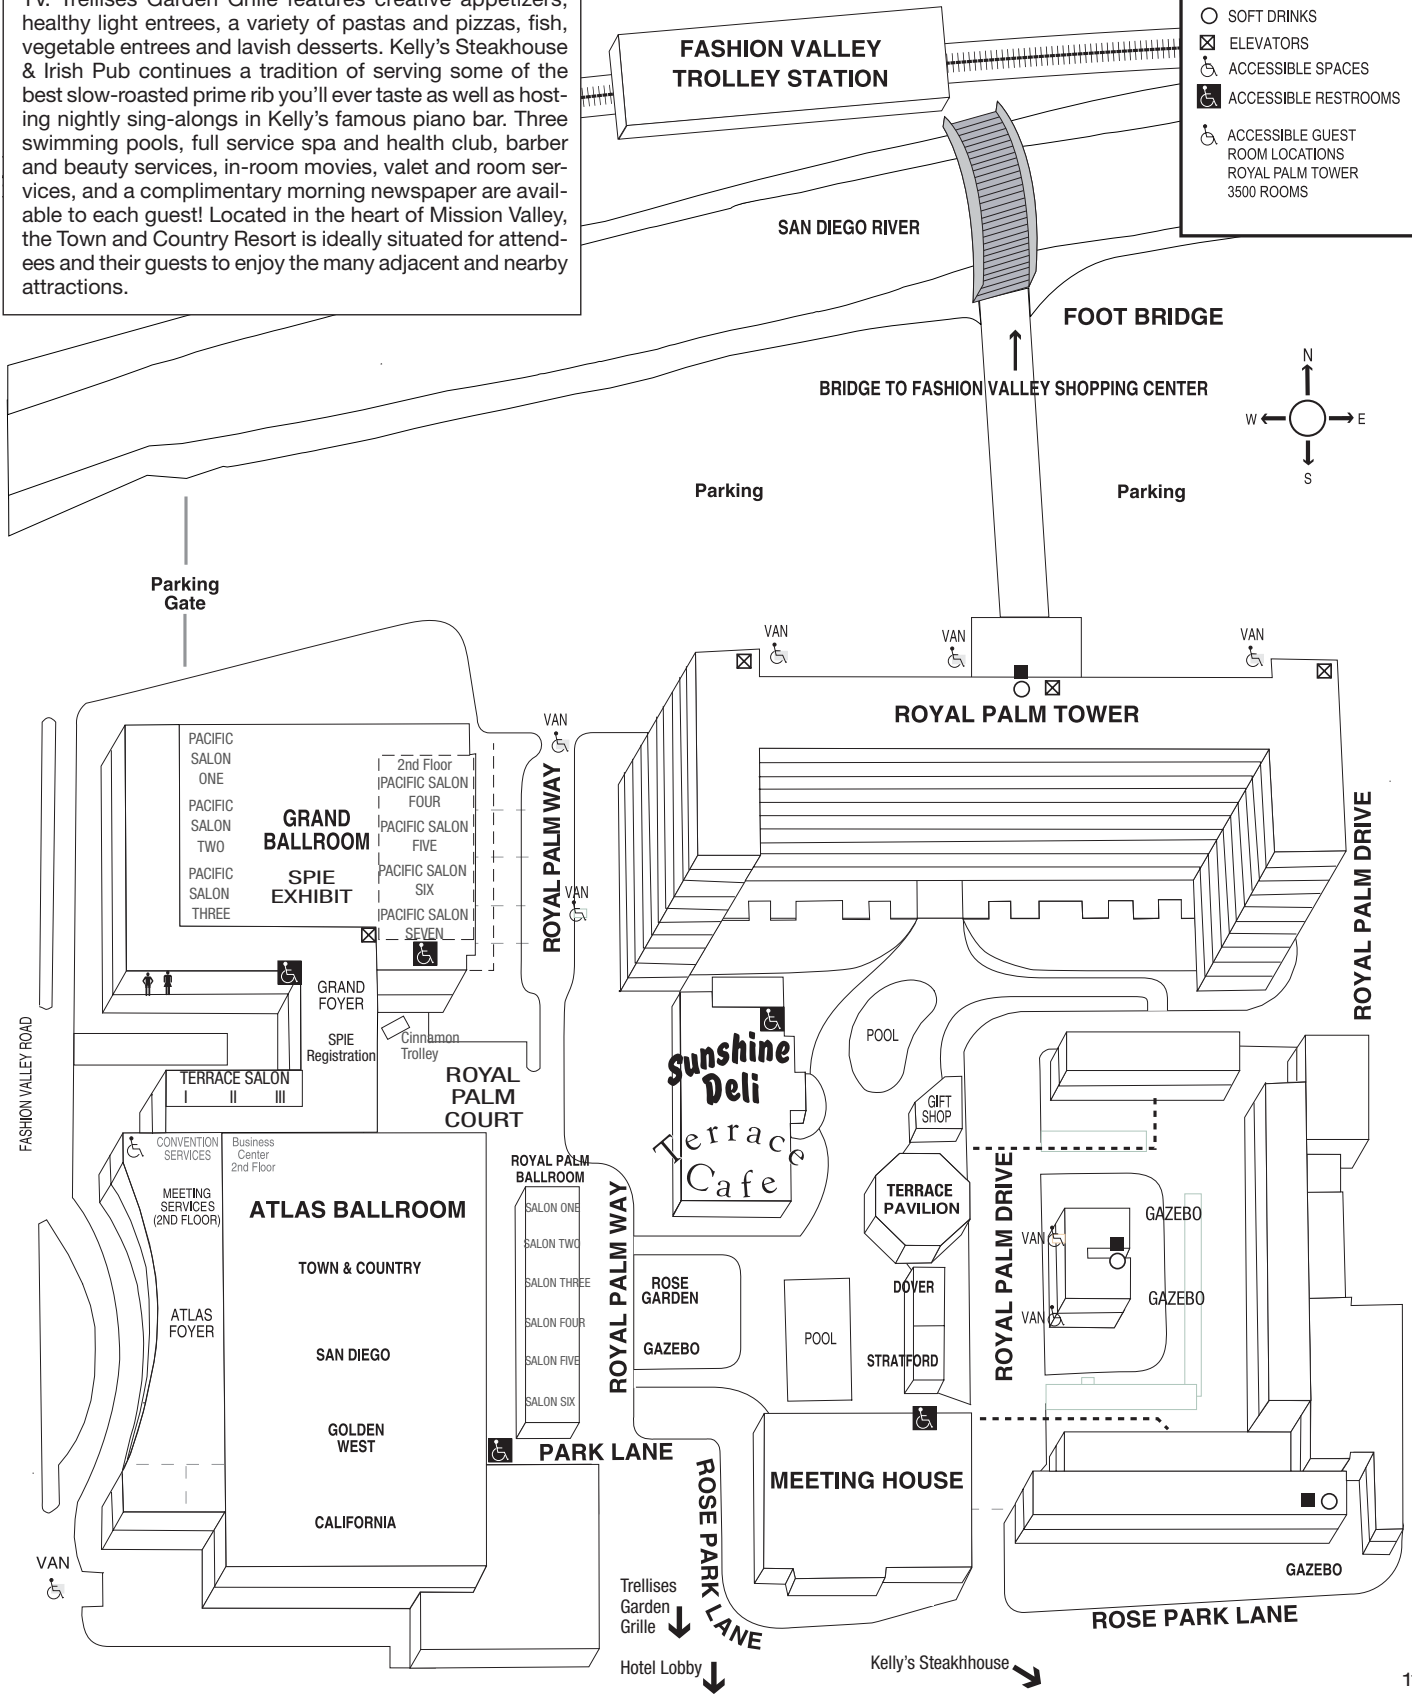 TV. Trellises Garden Grille features creative appetizers,
healthy light entrees, a variety of pastas and pizzas, fish,
vegetable entrees and lavish desserts. Kelly's Steakhouse
& Irish Pub continues a tradition of serving some of the
best slow-roasted prime rib you'll ever taste as well as host-
ing nightly sing-alongs in Kelly's famous piano bar. Three
swimming pools, full service spa and health club, barber
and beauty services, in-room movies, valet and room ser-
vices, and a complimentary morning newspaper are avail-
able to each guest! Located in the heart of Mission Valley,
the Town and Country Resort is ideally situated for attend-
ees and their guests to enjoy the many adjacent and nearby
attractions.
FASHION VALLEY
TROLLEY STATION
SOFT DRINKS
ELEVATORS
ACCESSIBLE SPACES
ACCESSIBLE RESTROOMS
ACCESSIBLE GUEST
ROOM LOCATIONS
ROYAL PALM TOWER
3500 ROOMS
SAN DIEGO RIVER
FOOT BRIDGE
BRIDGE TO FASHION VALLEY SHOPPING CENTER
N
W
E
S
Parking
Parking
Parking
Gate
VAN
VAN
VAN
ROYAL PALM TOWER
VAN
ROYAL PALM WAY
VAN
ROYAL PALM DRIVE
PACIFIC
SALON
ONE
PACIFIC
SALON
TWO
PACIFIC
SALON
THREE
GRAND
BALLROOM
SPIE
EXHIBIT
2nd Floor
PACIFIC SALON
FOUR
PACIFIC SALON
FIVE
PACIFIC SALON
SIX
PACIFIC SALON
SEVEN
GRAND
FOYER
SPIE
Registration
Cinnamon
Trolley
FASHION VALLEY ROAD
TERRACE SALON
I II III
ROYAL
PALM
COURT
Sunshine
Deli
Terrace
Cafe
POOL
GIFT
SHOP
TERRACE
PAVILION
CONVENTION
SERVICES
Business
Center
2nd Floor
MEETING
SERVICES
(2ND FLOOR)
ATLAS BALLROOM
TOWN & COUNTRY
ATLAS
FOYER
SAN DIEGO
GOLDEN
WEST
CALIFORNIA
ROYAL PALM
BALLROOM
SALON ONE
SALON TWO
SALON THREE
SALON FOUR
SALON FIVE
SALON SIX
ROYAL PALM WAY
ROSE
GARDEN
GAZEBO
POOL
DOVER
STRATFORD
ROYAL PALM DRIVE
VAN
GAZEBO
GAZEBO
VAN
PARK LANE
MEETING HOUSE
ROSE PARK LANE
VAN
GAZEBO
ROSE PARK LANE
Trellises
Garden
Grille
Hotel Lobby
Kelly's Steakhhouse